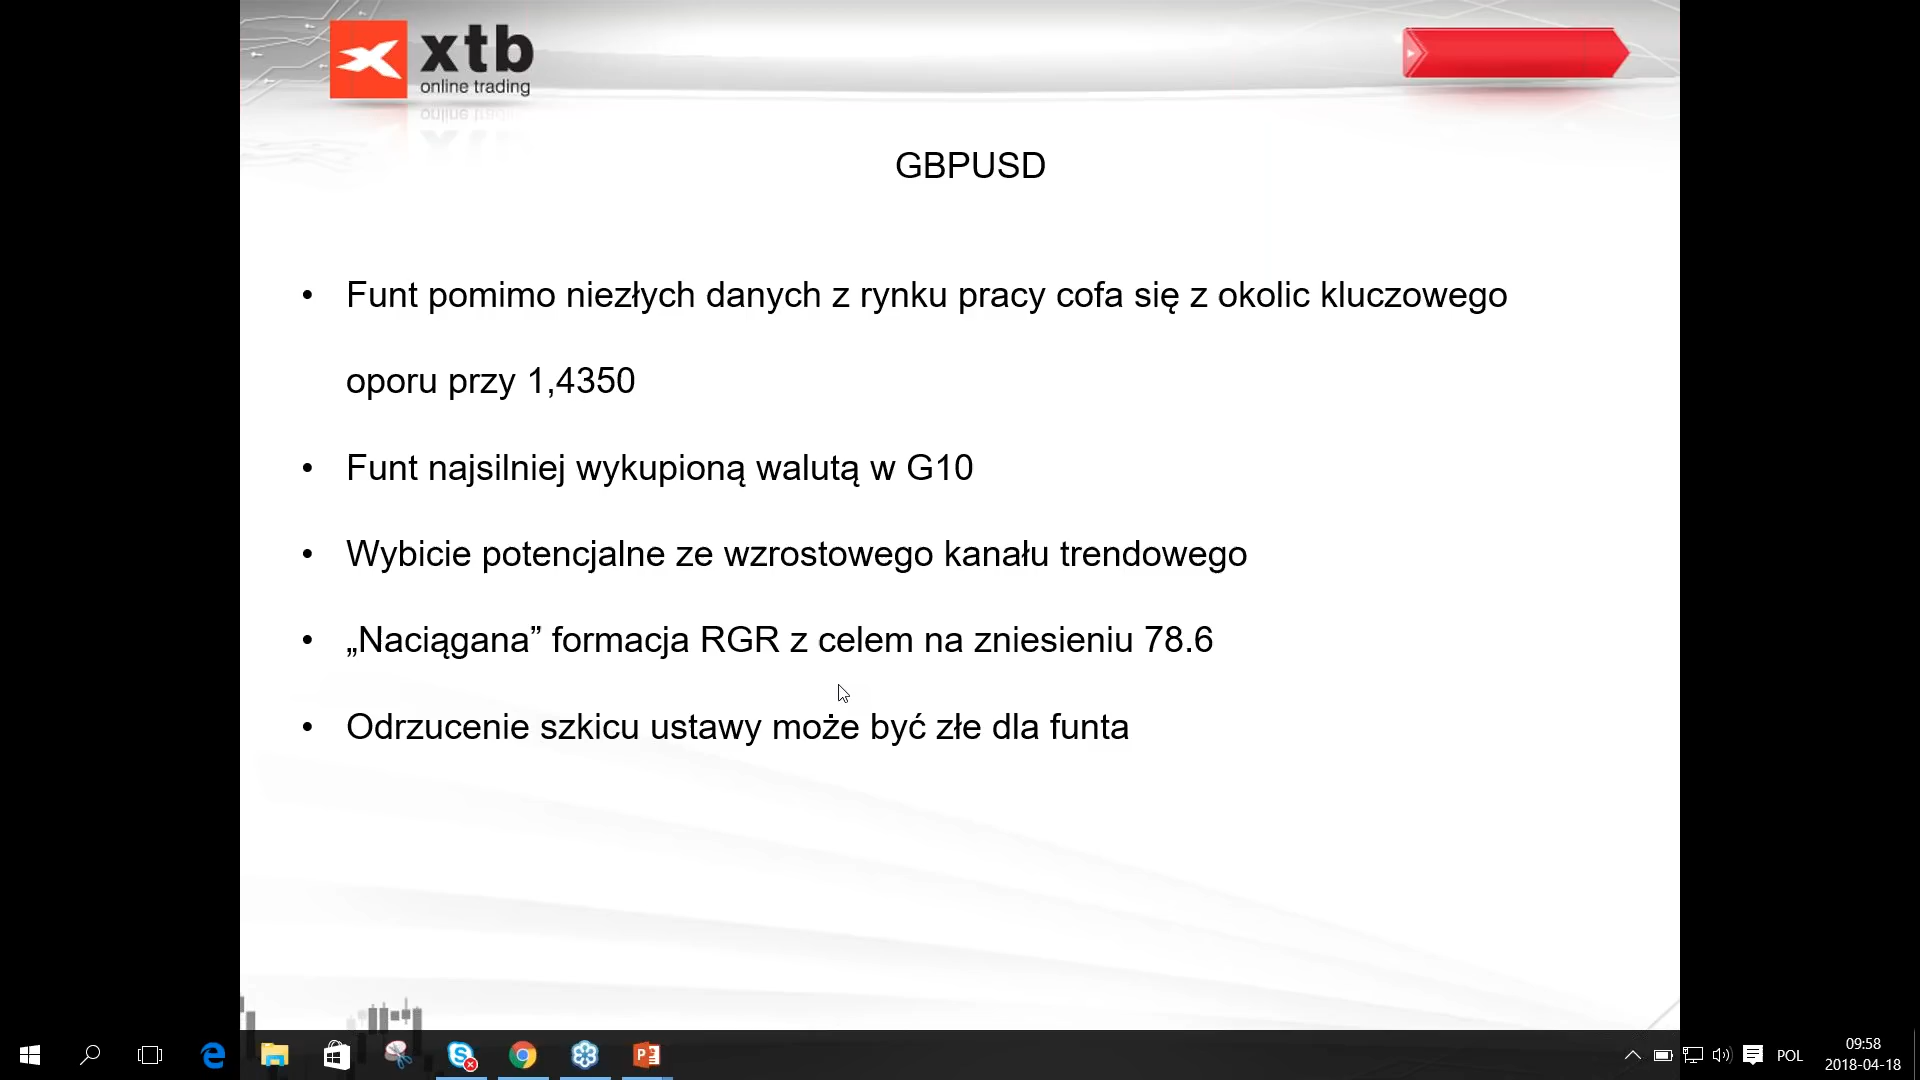 xtb
online trading
GBPUSD
• Funt pomimo niezłych danych z rynku pracy cofa się z okolic kluczowego
oporu przy 1,4350
• Funt najsilniej wykupioną walutą w G10
• Wybicie potencjalne ze wzrostowego kanału trendowego
• „Naciągana” formacja RGR z celem na zniesieniu 78.6
• Odrzucenie szkicu ustawy może być złe dla funta
POL
09:58
2018-04-18